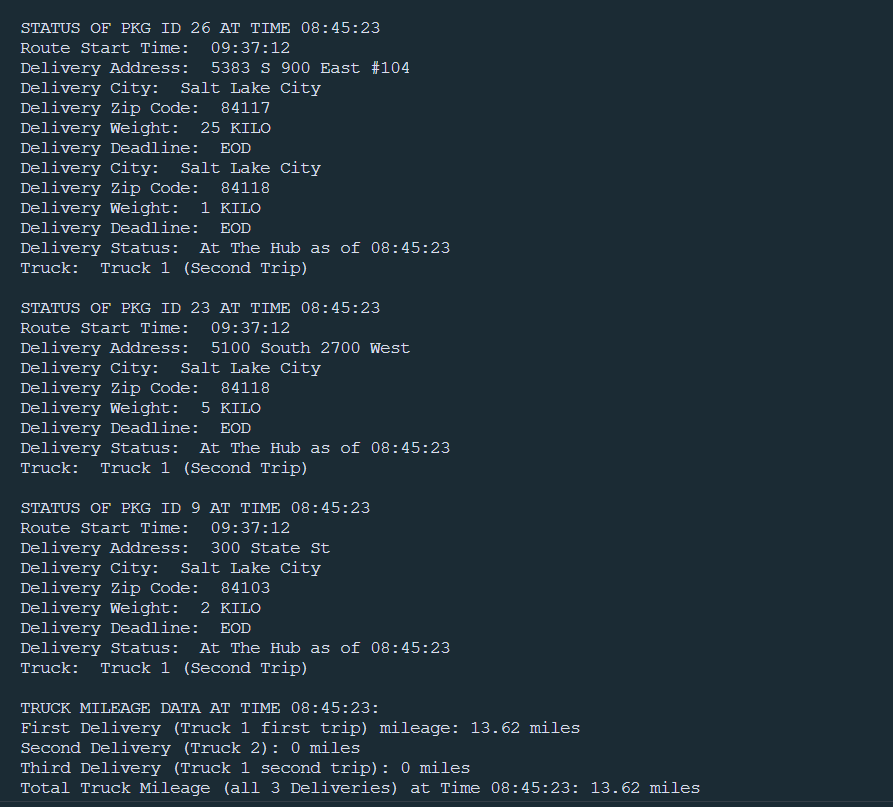 STATUS OF PKG ID 26 AT TIME 08:45:23
Route Start Time:  09:37:12
Delivery Address:  5383 S 900 East #104
Delivery City:  Salt Lake City
Delivery Zip Code:  84117
Delivery Weight:  25 KILO
Delivery Deadline:  EOD
Delivery City:  Salt Lake City
Delivery Zip Code:  84118
Delivery Weight:  1 KILO
Delivery Deadline:  EOD
Delivery Status:  At The Hub as of 08:45:23
Truck:  Truck 1 (Second Trip)

STATUS OF PKG ID 23 AT TIME 08:45:23
Route Start Time:  09:37:12
Delivery Address:  5100 South 2700 West
Delivery City:  Salt Lake City
Delivery Zip Code:  84118
Delivery Weight:  5 KILO
Delivery Deadline:  EOD
Delivery Status:  At The Hub as of 08:45:23
Truck:  Truck 1 (Second Trip)

STATUS OF PKG ID 9 AT TIME 08:45:23
Route Start Time:  09:37:12
Delivery Address:  300 State St
Delivery City:  Salt Lake City
Delivery Zip Code:  84103
Delivery Weight:  2 KILO
Delivery Deadline:  EOD
Delivery Status:  At The Hub as of 08:45:23
Truck:  Truck 1 (Second Trip)

TRUCK MILEAGE DATA AT TIME 08:45:23:
First Delivery (Truck 1 first trip) mileage: 13.62 miles
Second Delivery (Truck 2): 0 miles
Third Delivery (Truck 1 second trip): 0 miles
Total Truck Mileage (all 3 Deliveries) at Time 08:45:23: 13.62 miles